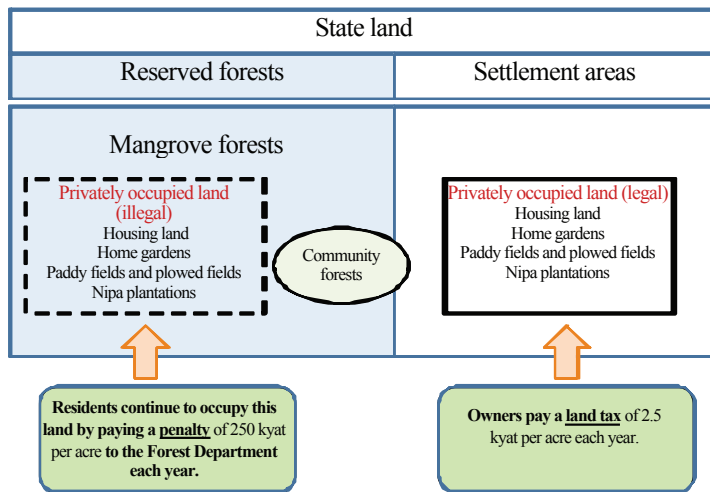 State land
Reserved forests
Settlement areas
Mangrove forests
Privately occupied land
(illegal)
Housing land
Home gardens
Paddy fields and plowed fields
Nipa plantations
Community
forests
Privately occupied land (legal)
Housing land
Home gardens
Paddy fields and plowed fields
Nipa plantations
Residents continue to occupy this
land by paying a penalty of 250 kyat
per acre to the Forest Department
each year.
Owners pay a land tax of 2.5
kyat per acre each year.